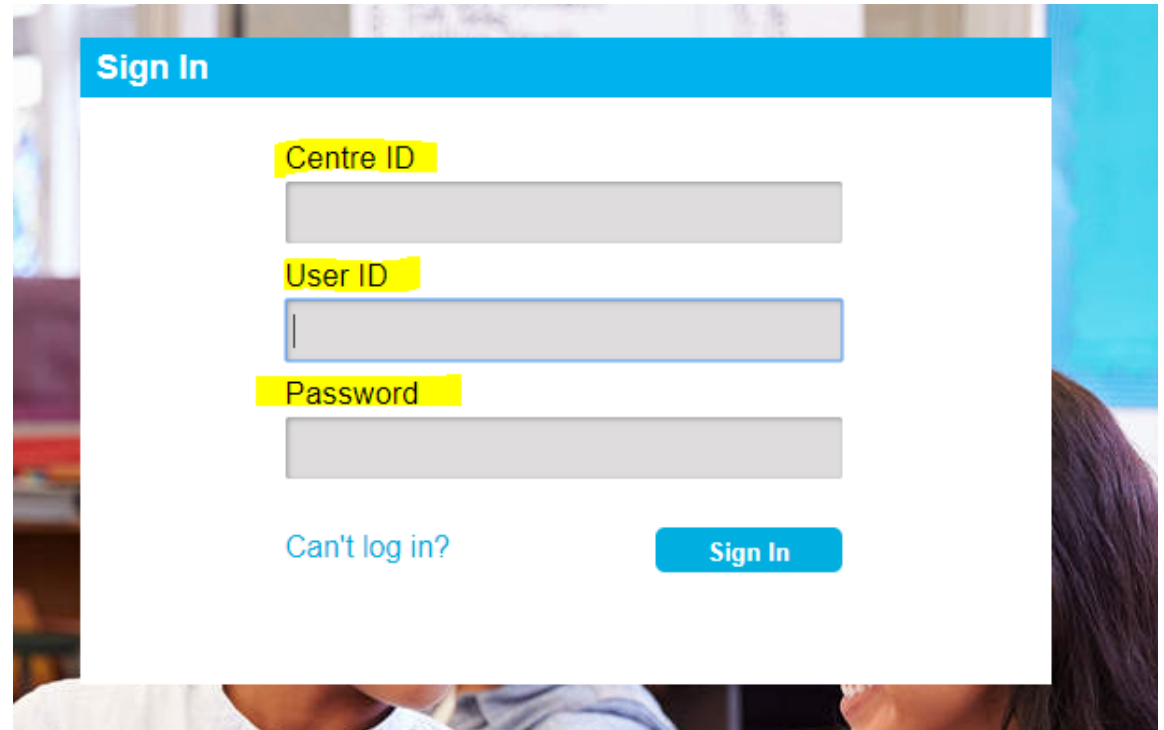 Sign In
Centre ID
User ID
Password
Can't log in?
Sign In